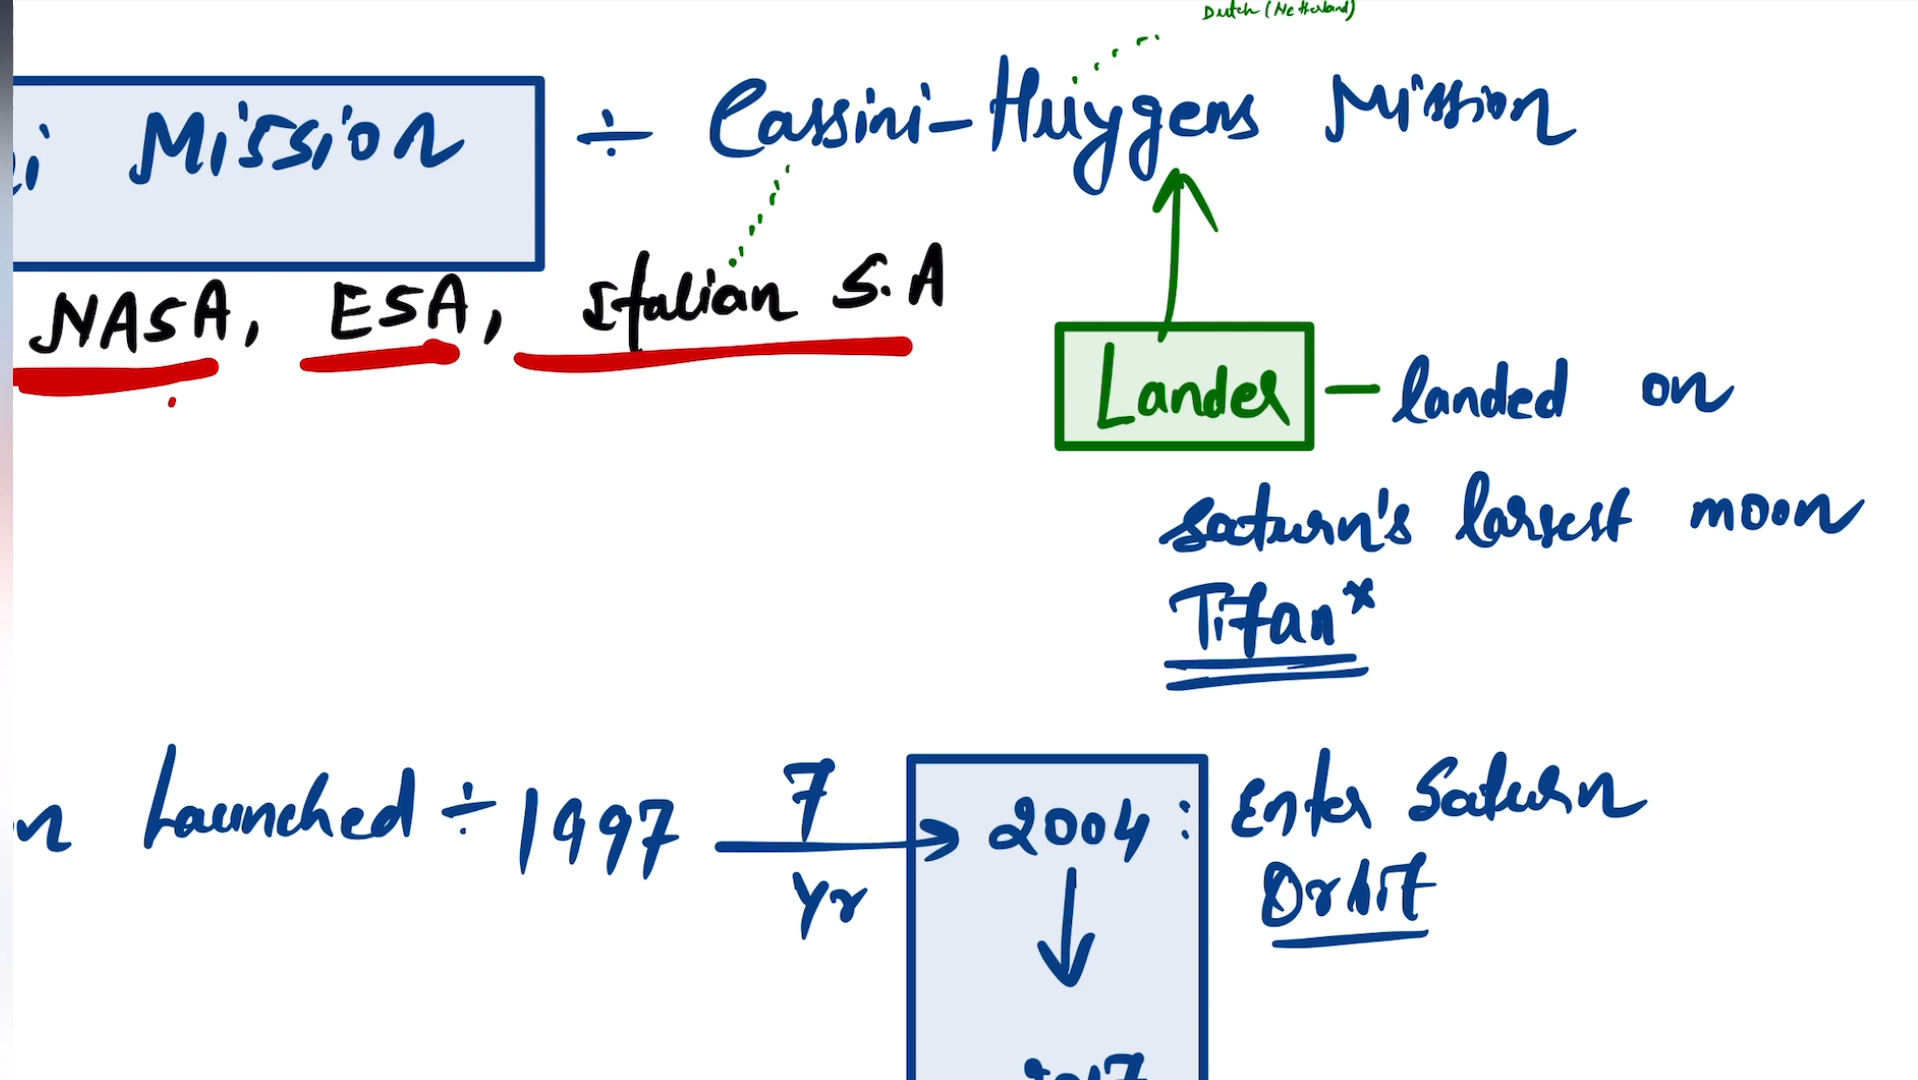 Dutch (Netherland)
i Mission ÷ Cassini-Huygens Mission
NASA, ESA, Italian S.A
Lander — landed on
Saturn's largest moon
Titan*
n Launched ÷ 1997 7 yr → 2004 : Enter Saturn
Orbit
2017